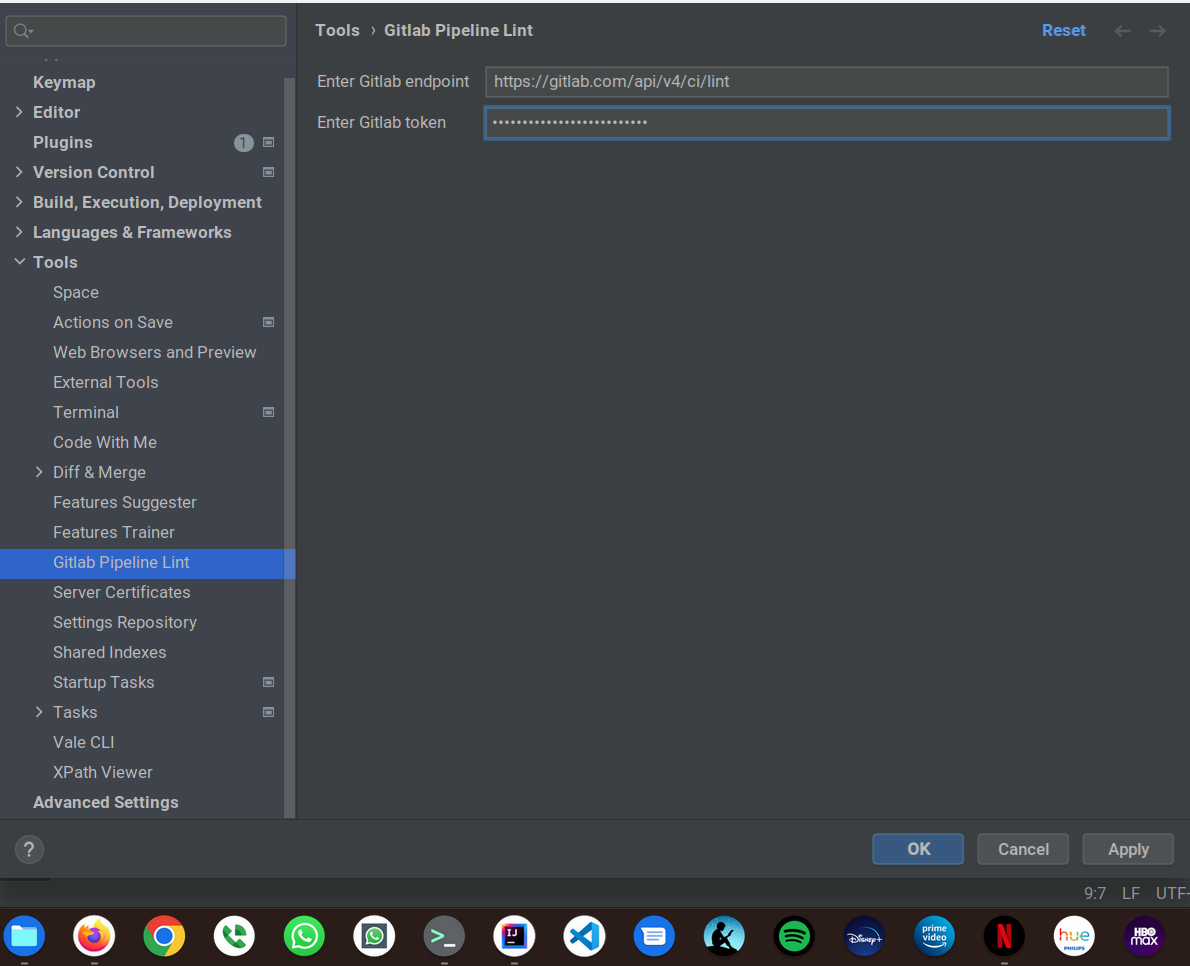 Tools › Gitlab Pipeline Lint
Reset
Keymap
Editor
Plugins 1
Version Control
Build, Execution, Deployment
Languages & Frameworks
Tools
Space
Actions on Save
Web Browsers and Preview
External Tools
Terminal
Code With Me
Diff & Merge
Features Suggester
Features Trainer
Gitlab Pipeline Lint
Server Certificates
Settings Repository
Shared Indexes
Startup Tasks
Tasks
Vale CLI
XPath Viewer
Advanced Settings
Enter Gitlab endpoint https://gitlab.com/api/v4/ci/lint
Enter Gitlab token ••••••••••••••••••••••••••
?
OK
Cancel
Apply
9:7 LF UTF-
IJ
Disney+
prime
video
N
hue
PHILIPS
HBO
max